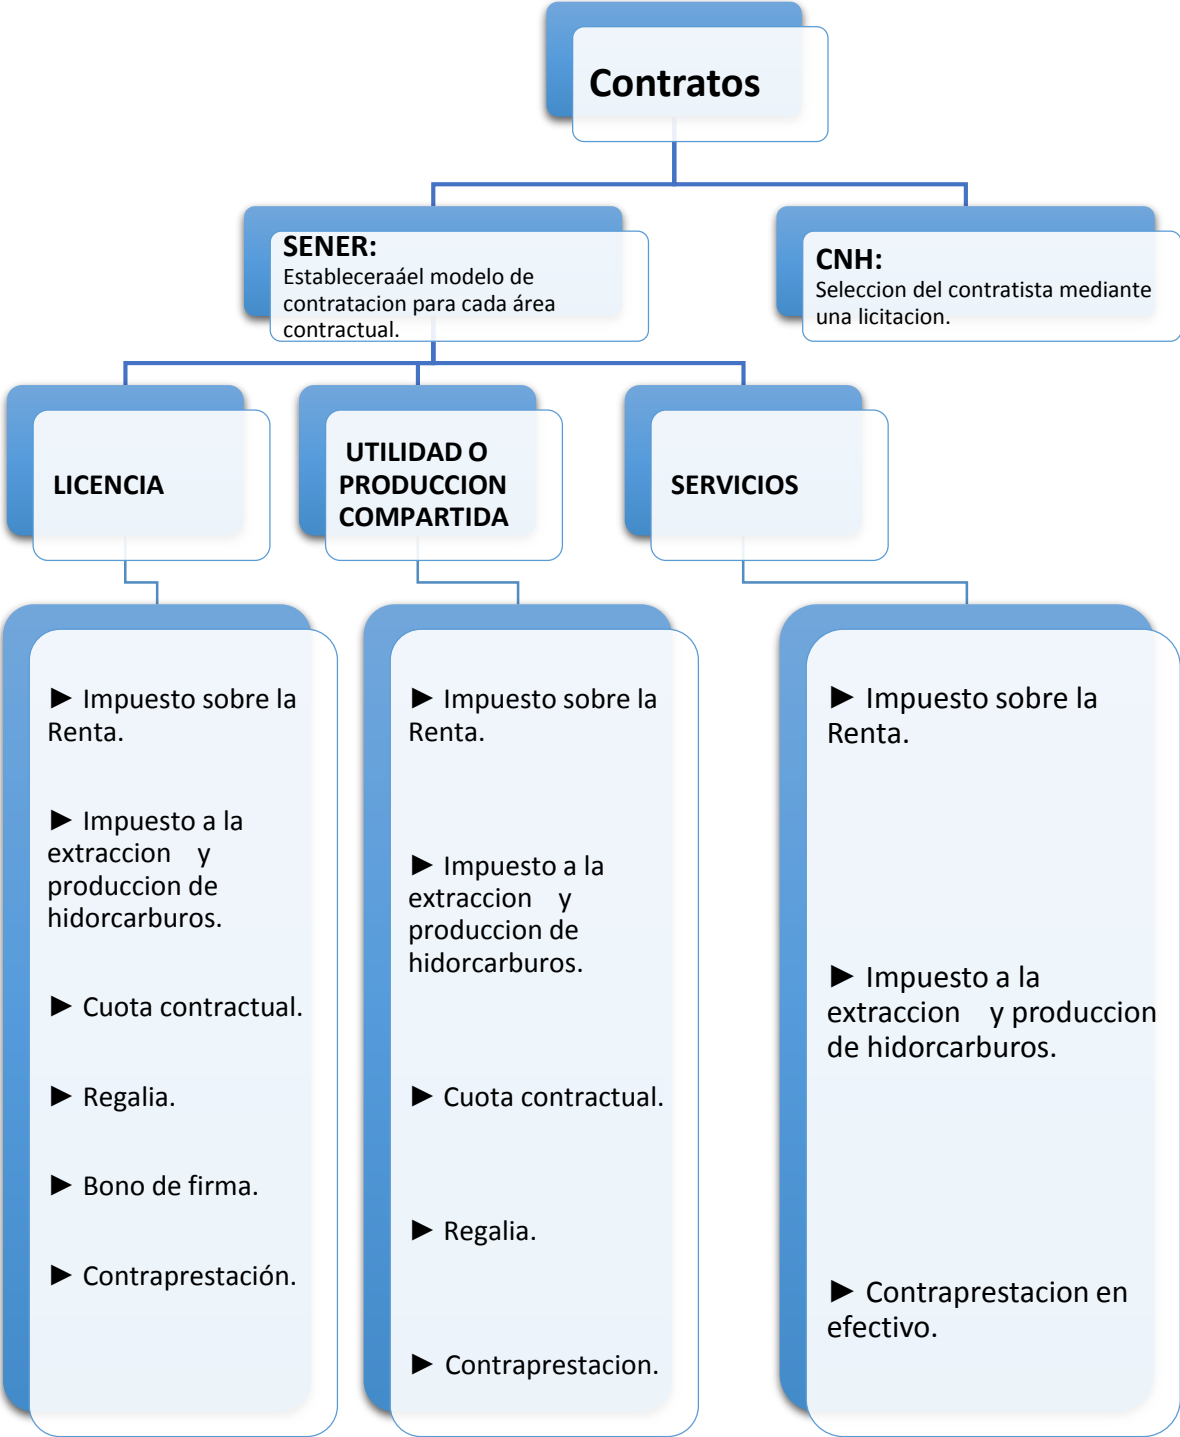 Contratos
SENER:
Estableceraáel modelo de
contratacion para cada área
contractual.
CNH:
Seleccion del contratista mediante
una licitacion.
LICENCIA
UTILIDAD O
PRODUCCION
COMPARTIDA
SERVICIOS
► Impuesto sobre la
Renta.
► Impuesto a la
extraccion y
produccion de
hidorcarburos.
► Cuota contractual.
► Regalia.
► Bono de firma.
► Contraprestación.
► Impuesto sobre la
Renta.
► Impuesto a la
extraccion y
produccion de
hidorcarburos.
► Cuota contractual.
► Regalia.
► Contraprestacion.
► Impuesto sobre la
Renta.
► Impuesto a la
extraccion y produccion
de hidorcarburos.
► Contraprestacion en
efectivo.